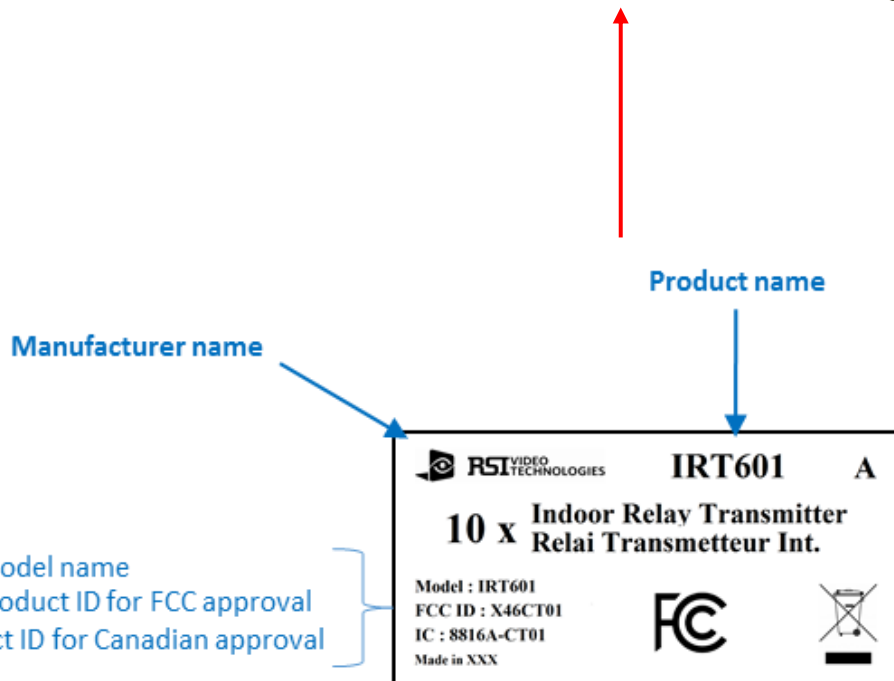 Product name
Manufacturer name
RSI VIDEO TECHNOLOGIES IRT601 A
10 x Indoor Relay Transmitter
Relai Transmetteur Int.
odel name
Model : IRT601
oduct ID for FCC approval
FCC ID : X46CT01
ct ID for Canadian approval
IC : 8816A-CT01
Made in XXX
FC